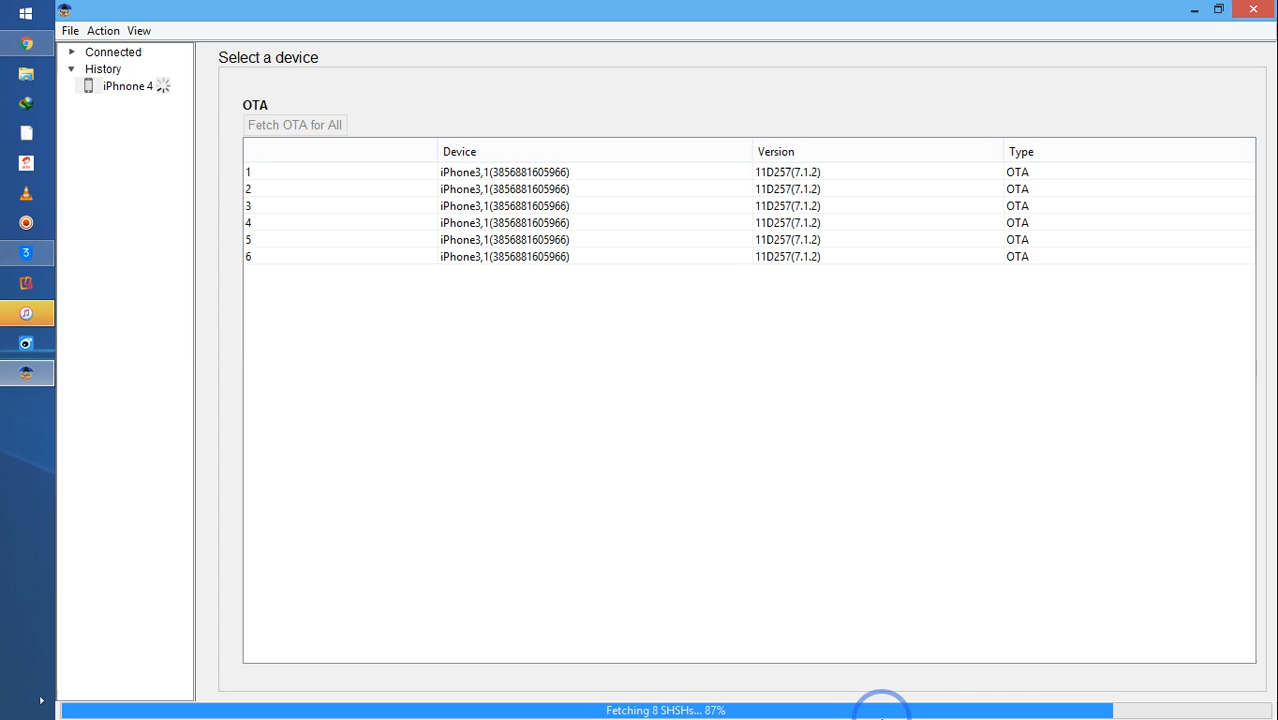 File Action View
Connected
History
iPhnone 4
Select a device
OTA
Fetch OTA for All
Device Version Type
1 iPhone3,1(3856881605966) 11D257(7.1.2) OTA
2 iPhone3,1(3856881605966) 11D257(7.1.2) OTA
3 iPhone3,1(3856881605966) 11D257(7.1.2) OTA
4 iPhone3,1(3856881605966) 11D257(7.1.2) OTA
5 iPhone3,1(3856881605966) 11D257(7.1.2) OTA
6 iPhone3,1(3856881605966) 11D257(7.1.2) OTA
Fetching 8 SHSHs... 87%
3